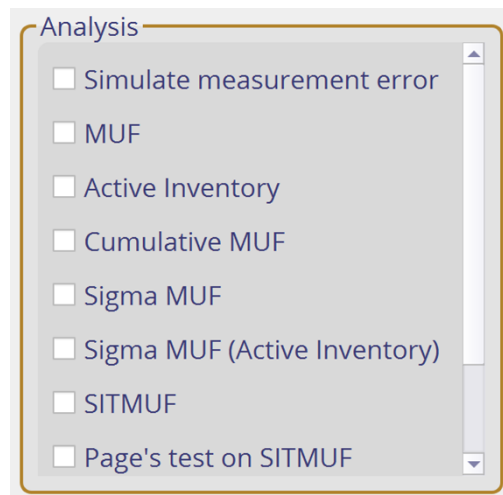 Analysis
Simulate measurement error
MUF
Active Inventory
Cumulative MUF
Sigma MUF
Sigma MUF (Active Inventory)
SITMUF
Page's test on SITMUF